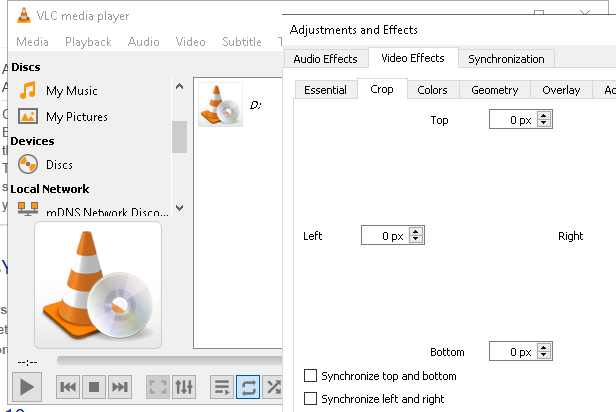 VLC media player
Media Playback Audio Video Subtitle
Discs
My Music
My Pictures
Devices
Discs
Local Network
mDNS Network Disco...
D:
--:--
Adjustments and Effects
Audio Effects Video Effects Synchronization
Essential Crop Colors Geometry Overlay
Top 0 px
Left 0 px Right
Bottom 0 px
Synchronize top and bottom
Synchronize left and right